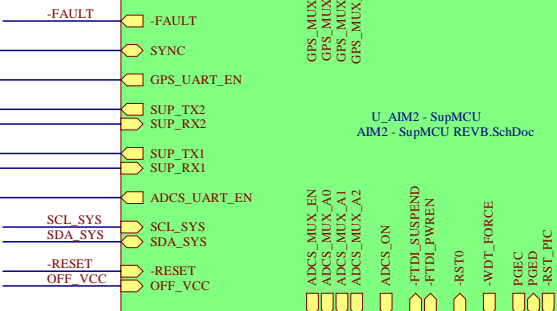 -FAULT
-FAULT
SYNC
GPS_UART_EN
SUP_TX2
SUP_RX2
SUP_TX1
SUP_RX1
ADCS_UART_EN
SCL_SYS
SCL_SYS
SDA_SYS
SDA_SYS
-RESET
-RESET
OFF_VCC
OFF_VCC
GPS_MUX
GPS_MUX
GPS_MUX
GPS_MUX_
U_AIM2 - SupMCU
AIM2 - SupMCU REVB.SchDoc
ADCS_MUX_EN
ADCS_MUX_A0
ADCS_MUX_A1
ADCS_MUX_A2
ADCS_ON
-FTDI_SUSPEND
-FTDI_PWREN
-RST0
-WDT_FORCE
PGEC
PGED
-RST_PIC